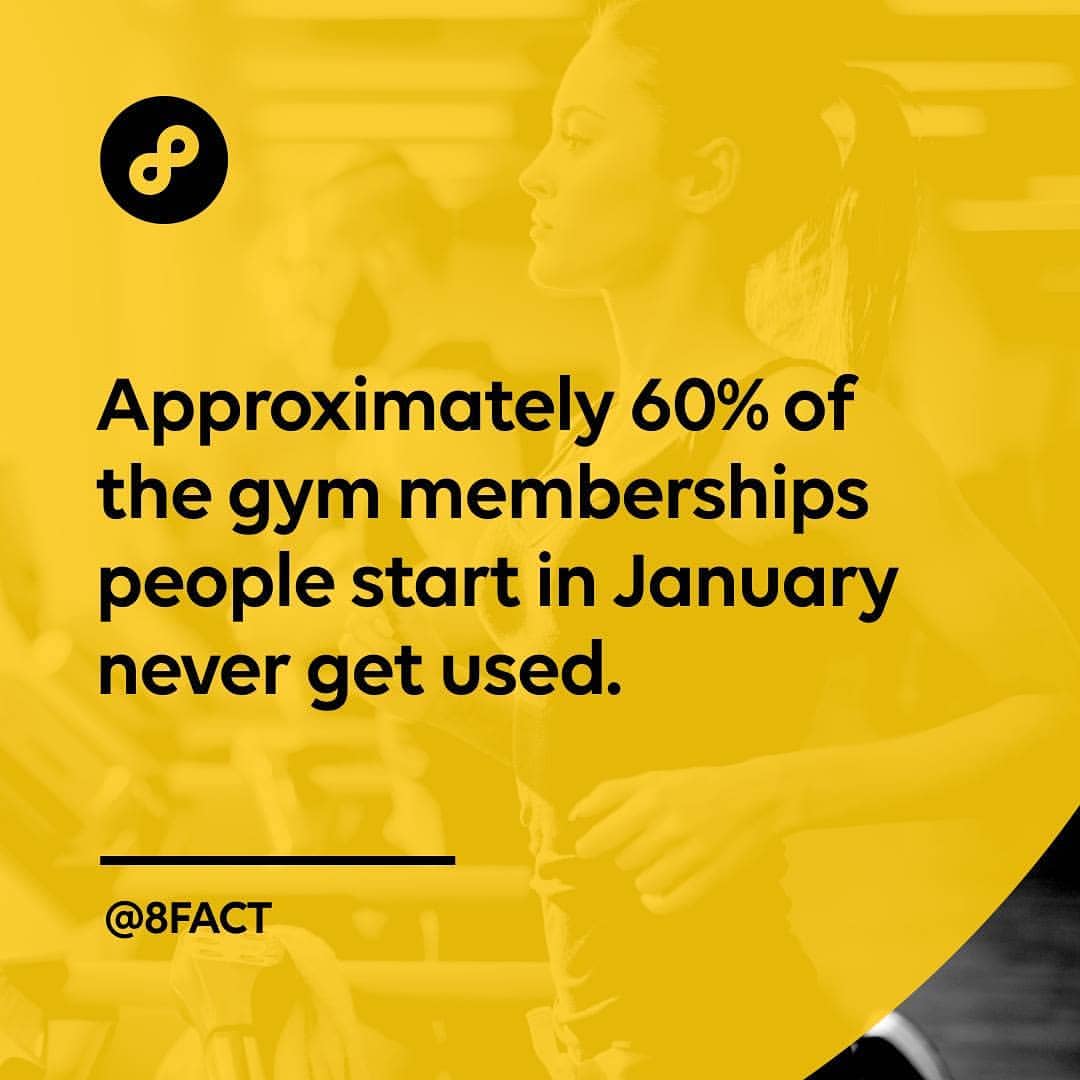 Approximately 60% of
the gym memberships
people start in January
never get used.
@8FACT